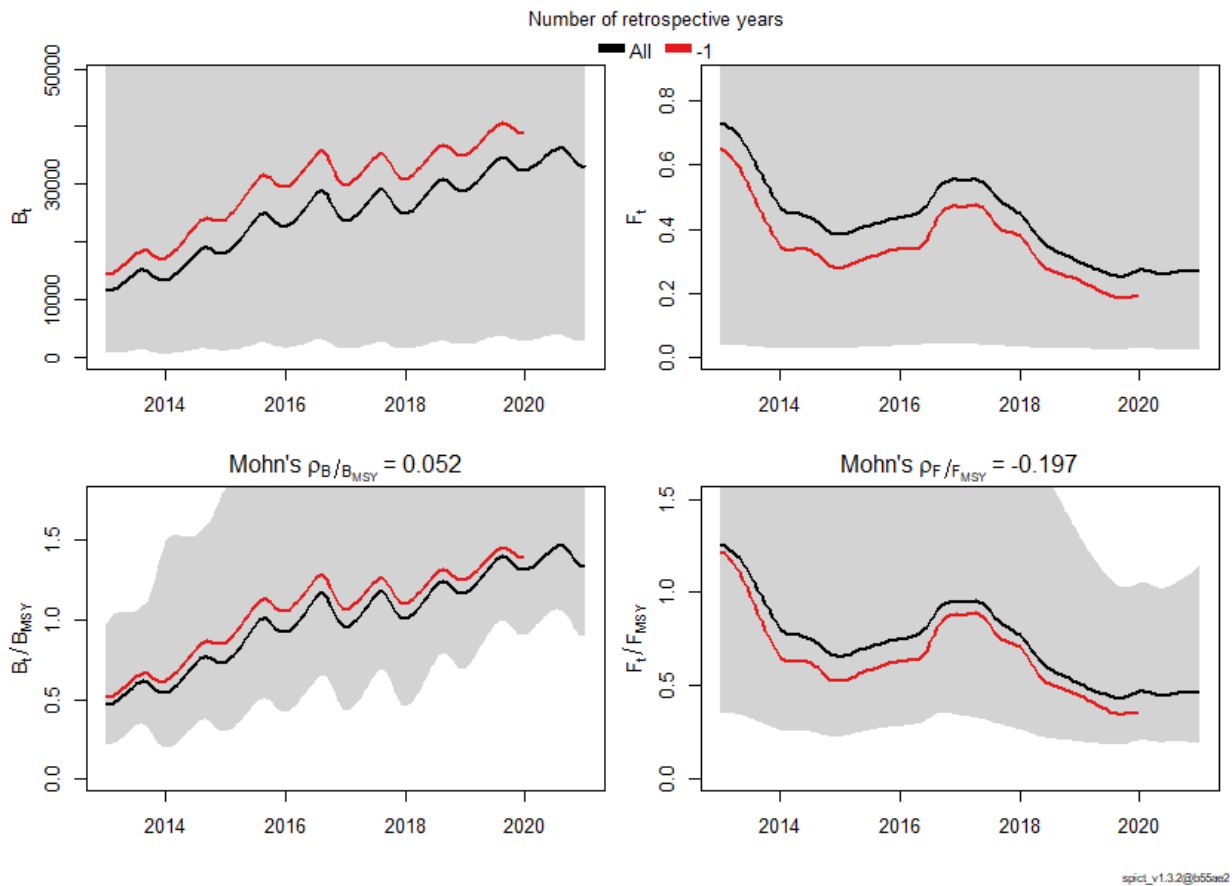 Number of retrospective years
All -1
50000
30000
10000
0
Bt
2014 2016 2018 2020
0.8
0.6
0.4
0.2
0.0
Ft
2014 2016 2018 2020
Mohn's ρB/BMSY = 0.052
1.5
1.0
0.5
0.0
Bt/BMSY
2014 2016 2018 2020
Mohn's ρF/FMSY = -0.197
1.5
1.0
0.5
0.0
Ft/FMSY
2014 2016 2018 2020
spict_v1.3.2@b55ae2